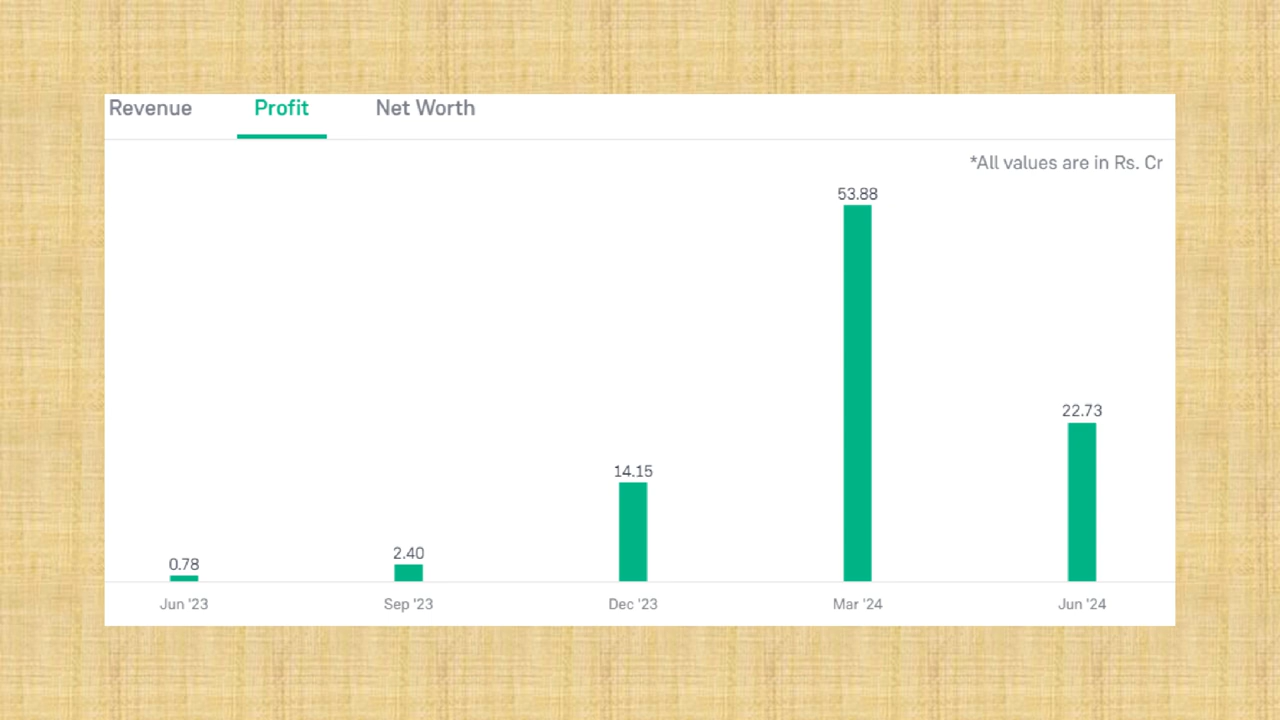 Revenue Profit Net Worth
*All values are in Rs. Cr
53.88
22.73
14.15
2.40
0.78
Jun '23 Sep '23 Dec '23 Mar '24 Jun '24